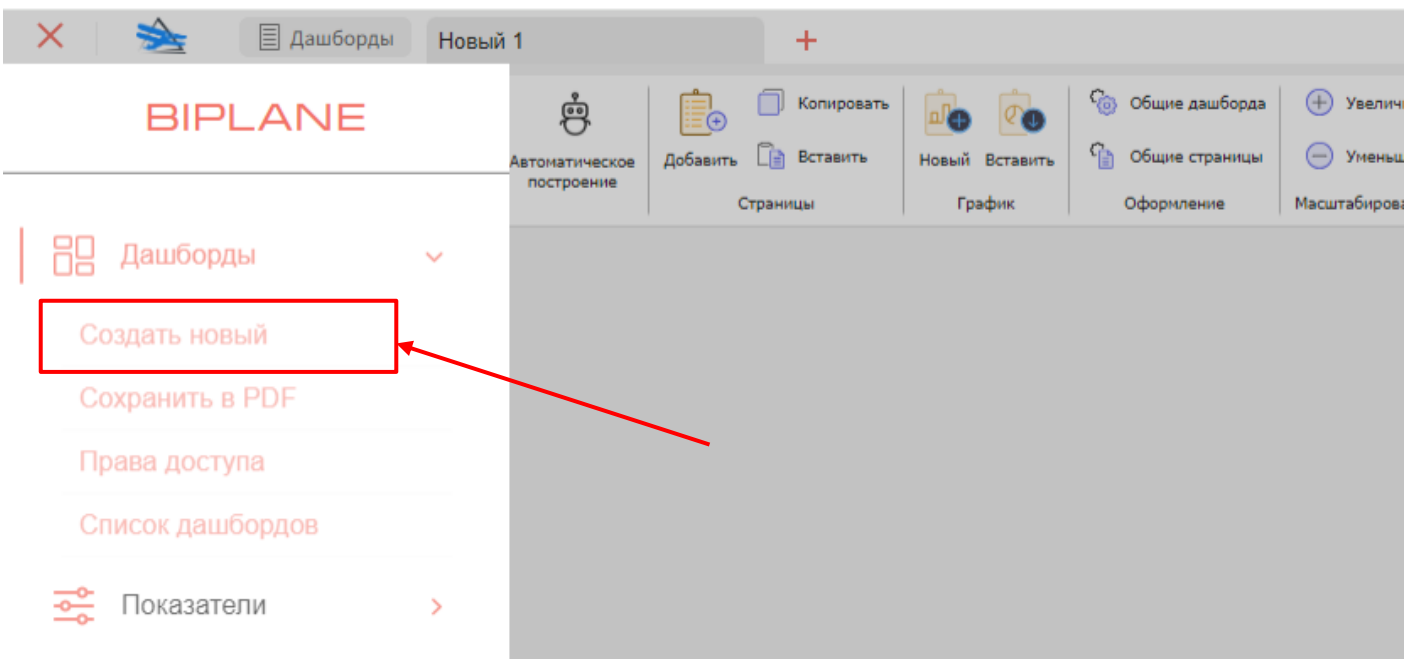 Дашборды
Новый 1
BIPLANE
Дашборды
Создать новый
Сохранить в PDF
Права доступа
Список дашбордов
Показатели
Автоматическое
построение
Добавить
Копировать
Вставить
Страницы
Новый
Вставить
График
Общие дашборда
Общие страницы
Оформление